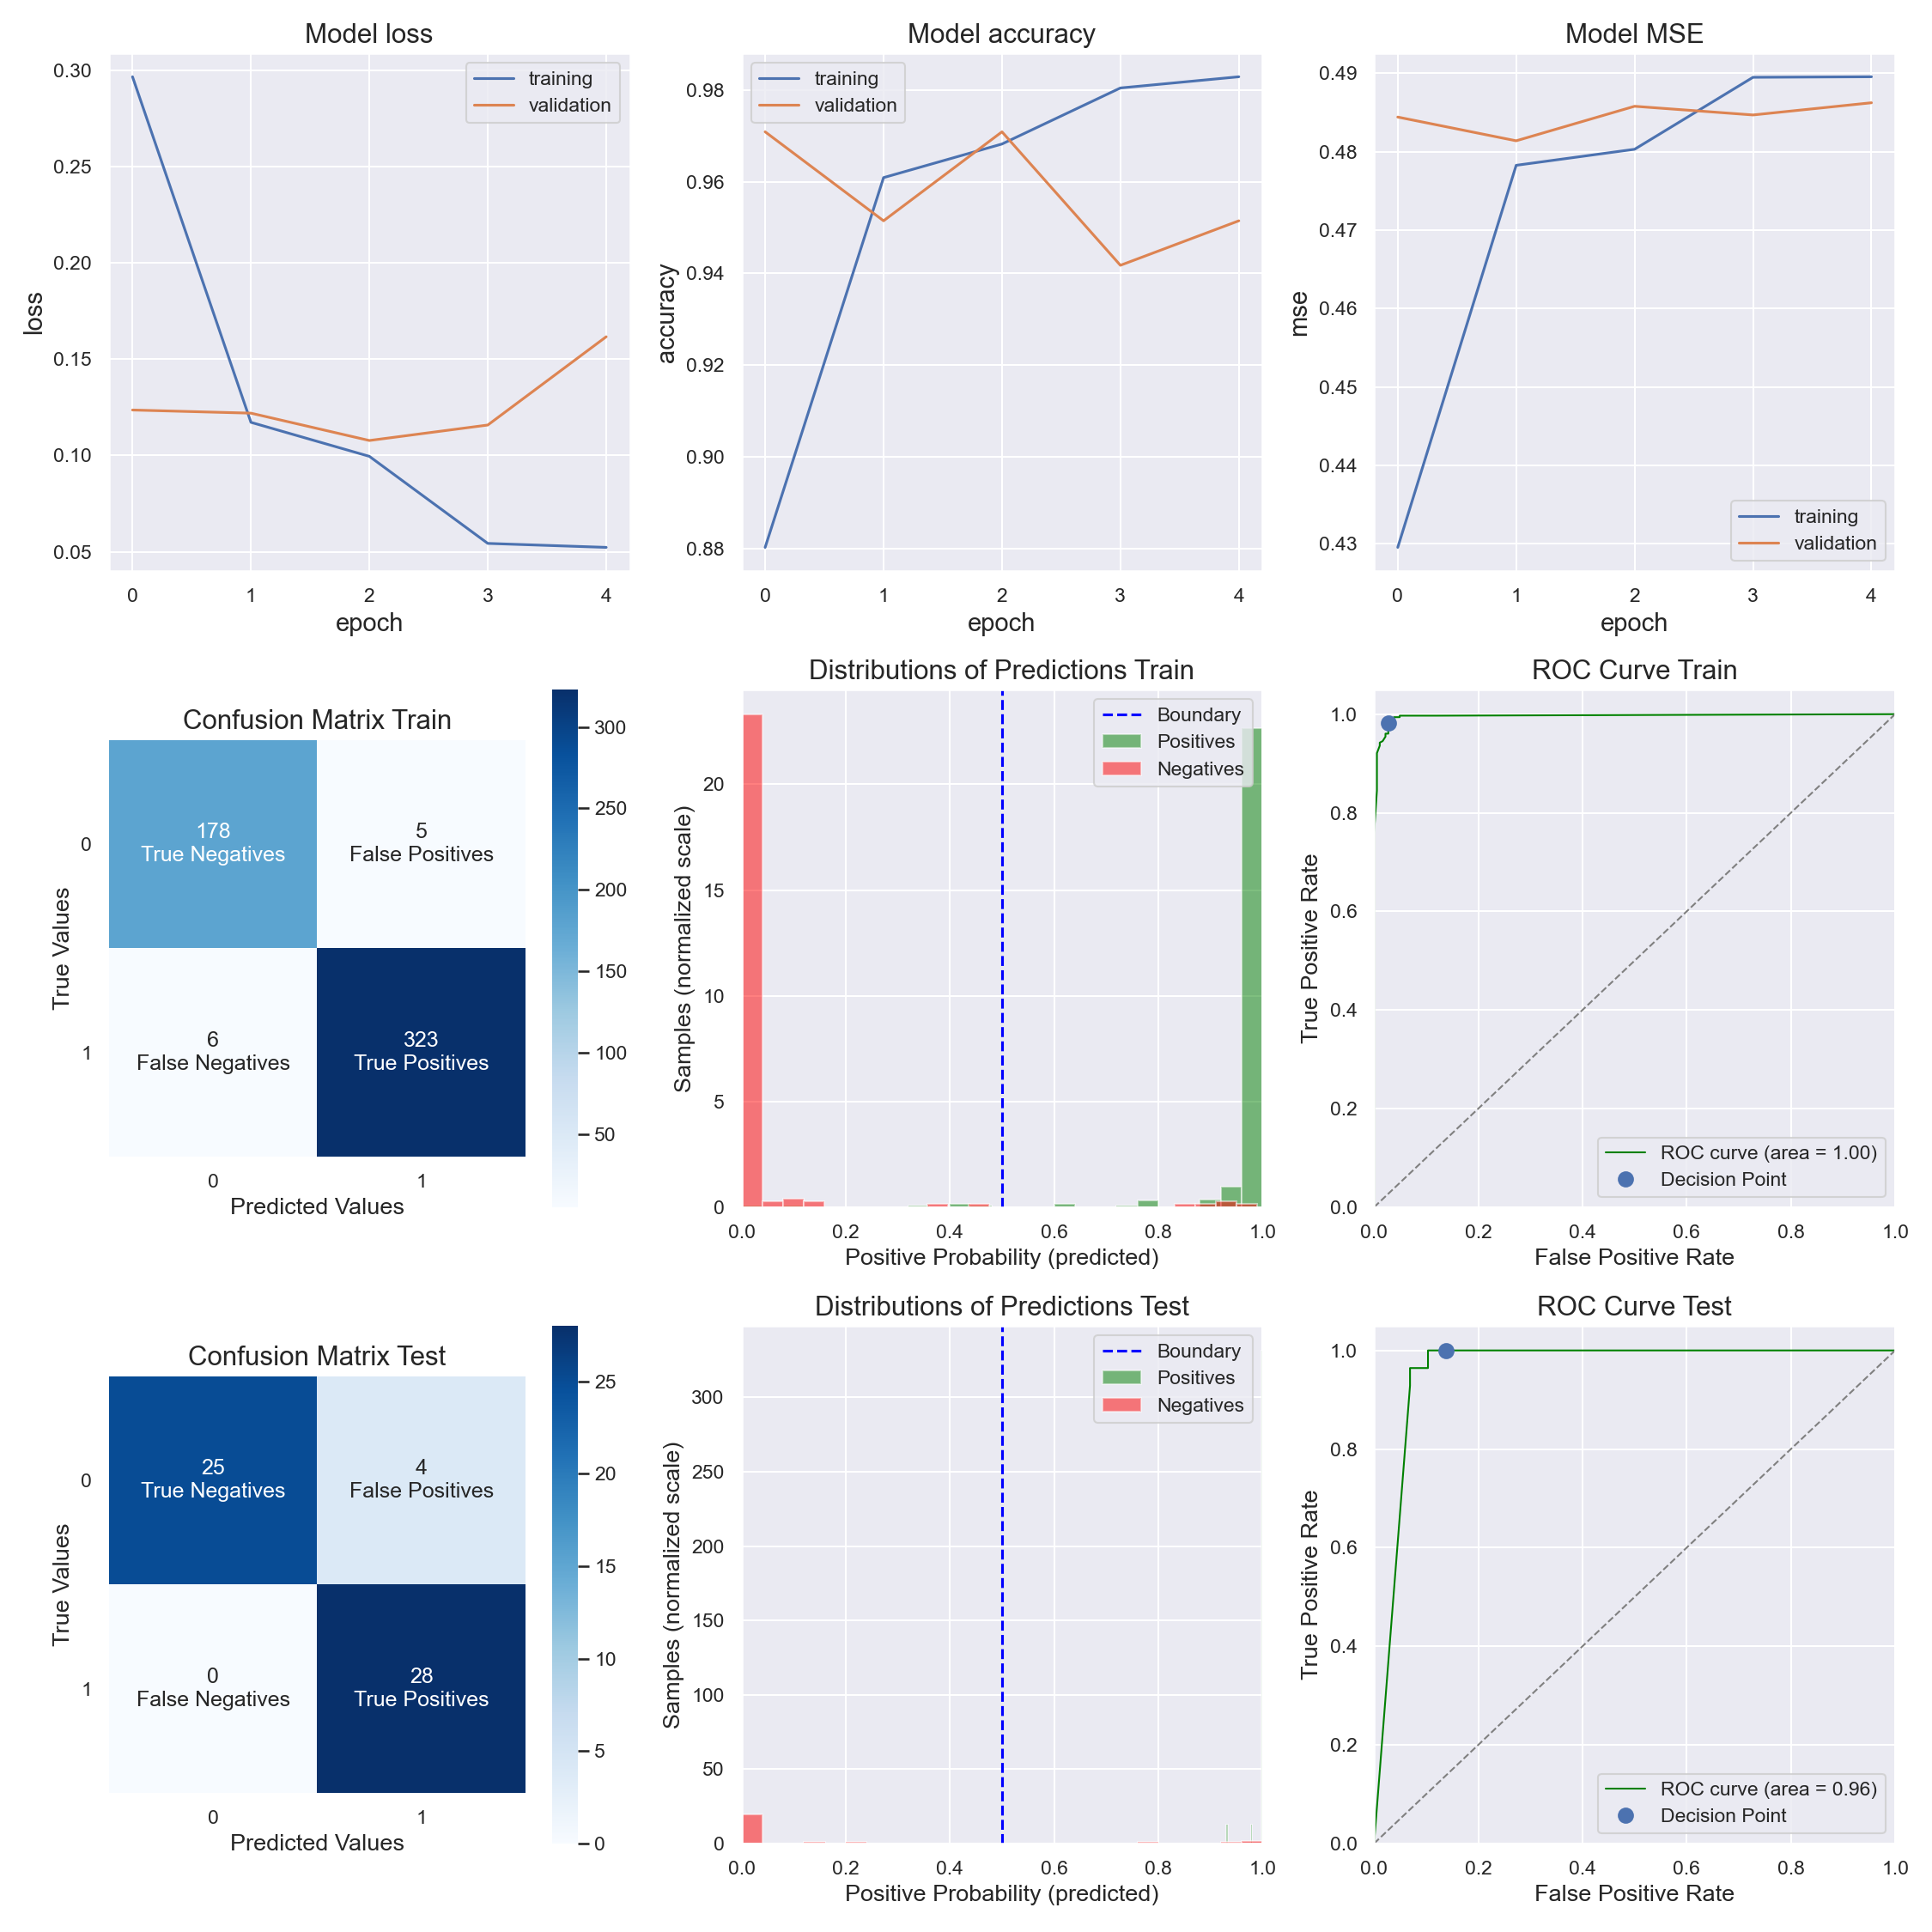 Model loss
0.30
0.25
0.20
0.15
0.10
0.05
loss
training
validation
0 1 2 3 4
epoch
Model accuracy
0.98
0.96
0.94
0.92
0.90
0.88
accuracy
training
validation
0 1 2 3 4
epoch
Model MSE
0.49
0.48
0.47
0.46
0.45
0.44
0.43
mse
training
validation
0 1 2 3 4
epoch
Confusion Matrix Train
True Values
0
1
178
True Negatives
5
False Positives
6
False Negatives
323
True Positives
0 1
Predicted Values
300
250
200
150
100
50
Distributions of Predictions Train
Samples (normalized scale)
20
15
10
5
0
Boundary
Positives
Negatives
0.0 0.2 0.4 0.6 0.8 1.0
Positive Probability (predicted)
ROC Curve Train
True Positive Rate
1.0
0.8
0.6
0.4
0.2
0.0
ROC curve (area = 1.00)
Decision Point
0.0 0.2 0.4 0.6 0.8 1.0
False Positive Rate
Confusion Matrix Test
True Values
0
1
25
True Negatives
4
False Positives
0
False Negatives
28
True Positives
0 1
Predicted Values
25
20
15
10
5
0
Distributions of Predictions Test
Samples (normalized scale)
300
250
200
150
100
50
0
Boundary
Positives
Negatives
0.0 0.2 0.4 0.6 0.8 1.0
Positive Probability (predicted)
ROC Curve Test
True Positive Rate
1.0
0.8
0.6
0.4
0.2
0.0
ROC curve (area = 0.96)
Decision Point
0.0 0.2 0.4 0.6 0.8 1.0
False Positive Rate